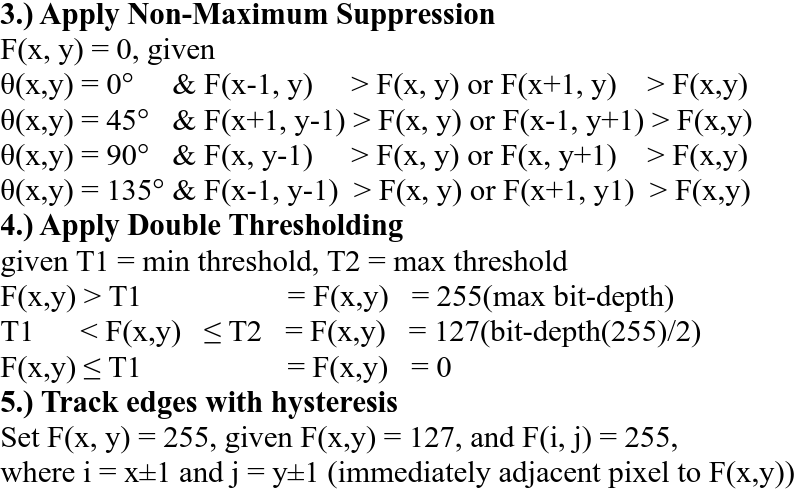 3.) Apply Non-Maximum Suppression
F(x, y) = 0, given
θ(x,y) = 0° & F(x-1, y) > F(x, y) or F(x+1, y) > F(x,y)
θ(x,y) = 45° & F(x+1, y-1) > F(x, y) or F(x-1, y+1) > F(x,y)
θ(x,y) = 90° & F(x, y-1) > F(x, y) or F(x, y+1) > F(x,y)
θ(x,y) = 135° & F(x-1, y-1) > F(x, y) or F(x+1, y1) > F(x,y)
4.) Apply Double Thresholding
given T1 = min threshold, T2 = max threshold
F(x,y) > T1 = F(x,y) = 255(max bit-depth)
T1 < F(x,y) ≤ T2 = F(x,y) = 127(bit-depth(255)/2)
F(x,y) ≤ T1 = F(x,y) = 0
5.) Track edges with hysteresis
Set F(x, y) = 255, given F(x,y) = 127, and F(i, j) = 255,
where i = x±1 and j = y±1 (immediately adjacent pixel to F(x,y))